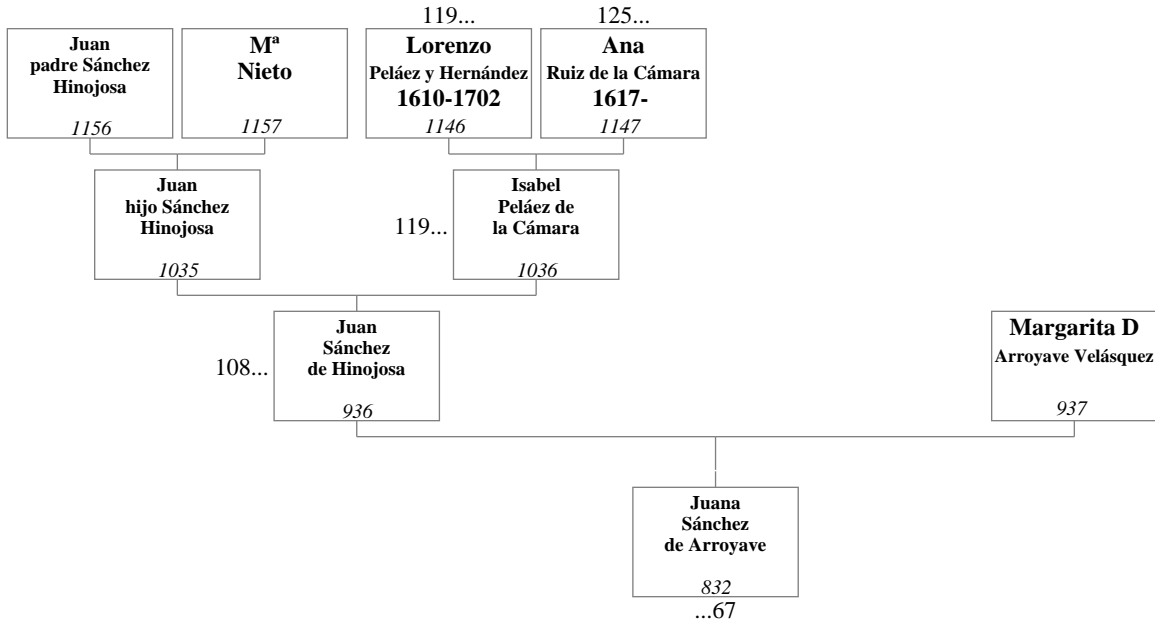 119...
125...
Juan
padre Sánchez
Hinojosa
1156
Mª
Nieto
1157
Lorenzo
Peláez y Hernández
1610-1702
1146
Ana
Ruiz de la Cámara
1617-
1147
Juan
hijo Sánchez
Hinojosa
1035
119...
Isabel
Peláez de
la Cámara
1036
108...
Juan
Sánchez
de Hinojosa
936
Margarita D
Arroyave Velásquez
937
Juana
Sánchez
de Arroyave
832
...67